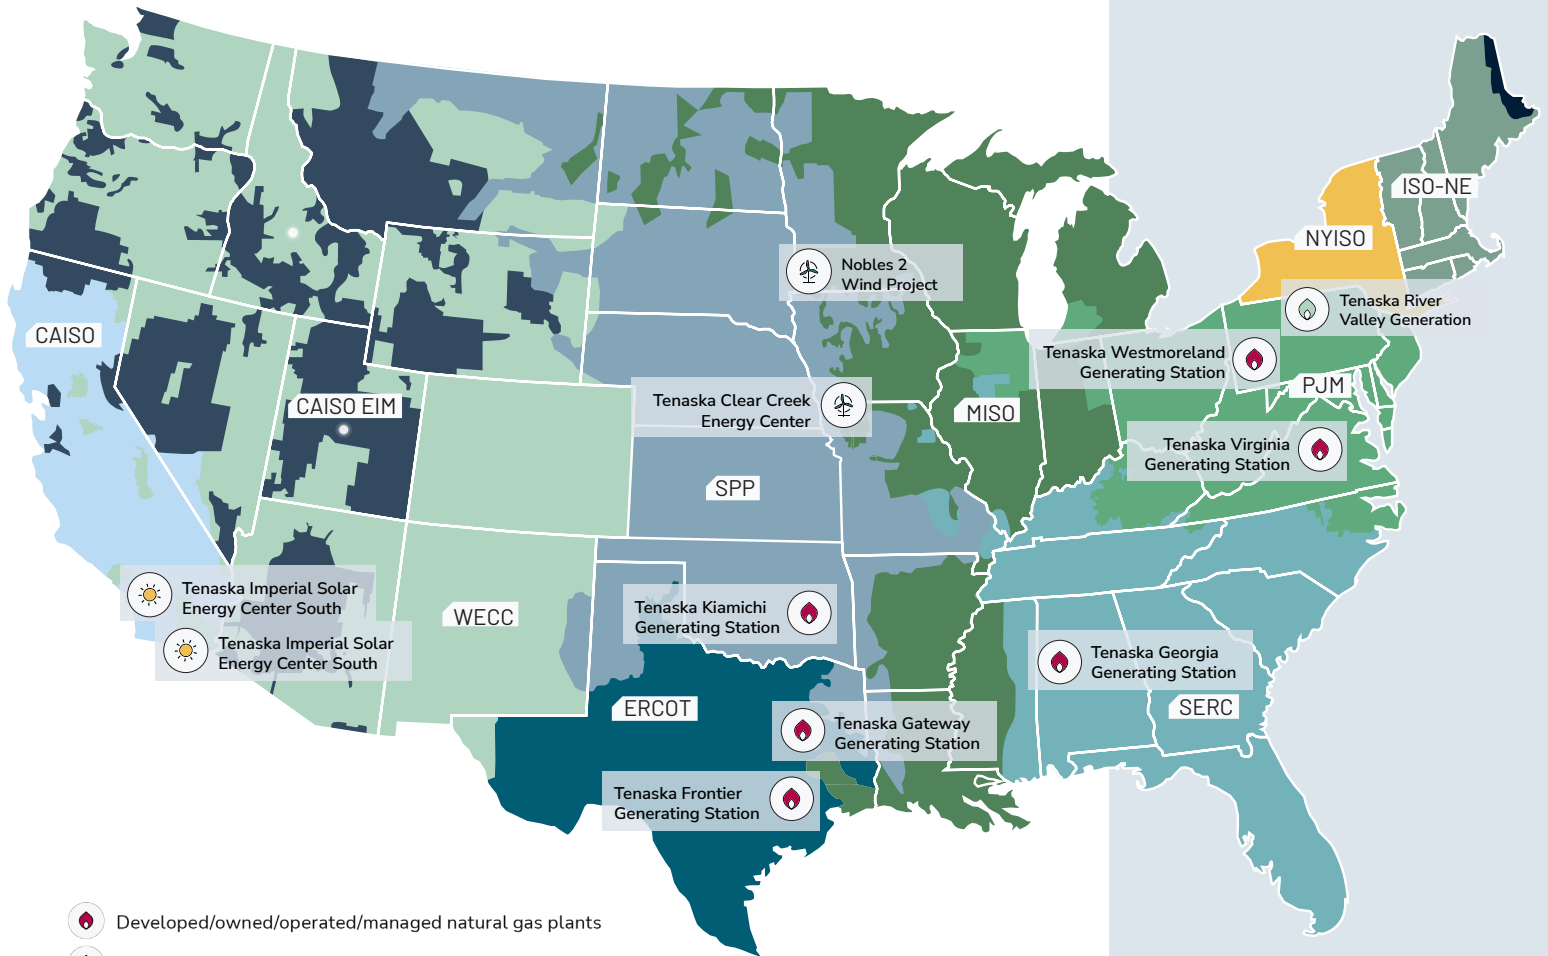 ISO-NE
NYISO
Nobles 2
Wind Project
Tenaska River
Valley Generation
CAISO
Tenaska Westmoreland
Generating Station
PJM
CAISO EIM
Tenaska Clear Creek
Energy Center
MISO
Tenaska Virginia
Generating Station
SPP
Tenaska Imperial Solar
Energy Center South
WECC
Tenaska Kiamichi
Generating Station
Tenaska Imperial Solar
Energy Center South
Tenaska Georgia
Generating Station
ERCOT
SERC
Tenaska Gateway
Generating Station
Tenaska Frontier
Generating Station
Developed/owned/operated/managed natural gas plants